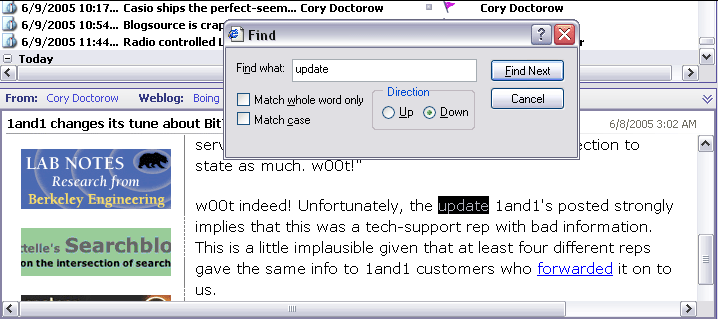 6/9/2005 10:17... Casio ships the perfect-seem... Cory Doctorow Cory Doctorow
6/9/2005 10:54... Blogsource is crap
6/9/2005 11:44... Radio controlled L
Today
Find
Find what: update
Find Next
Match whole word only
Match case
Direction
Up Down
Cancel
From: Cory Doctorow Weblog: Boing
1and1 changes its tune about BitT
6/8/2005 3:02 AM
LAB NOTES
Research from
Berkeley Engineering
ttelle's Searchblo
on the intersection of search
serv
ection to
state as much. w00t!"
w00t indeed! Unfortunately, the update 1and1's posted strongly
implies that this was a tech-support rep with bad information.
This is a little implausible given that at least four different reps
gave the same info to 1and1 customers who forwarded it on to
us.